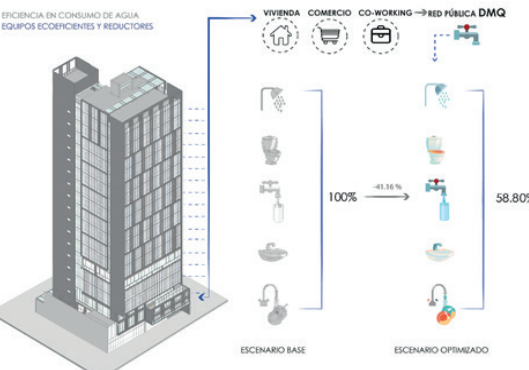 EFICIENCIA EN CONSUMO DE AGUA
EQUIPOS ECOEFICIENTES Y REDUCTORES
VIVIENDA COMERCIO CO-WORKING RED PÚBLICA DMQ
100%
-41.16 %
58.80%
ESCENARIO BASE
ESCENARIO OPTIMIZADO